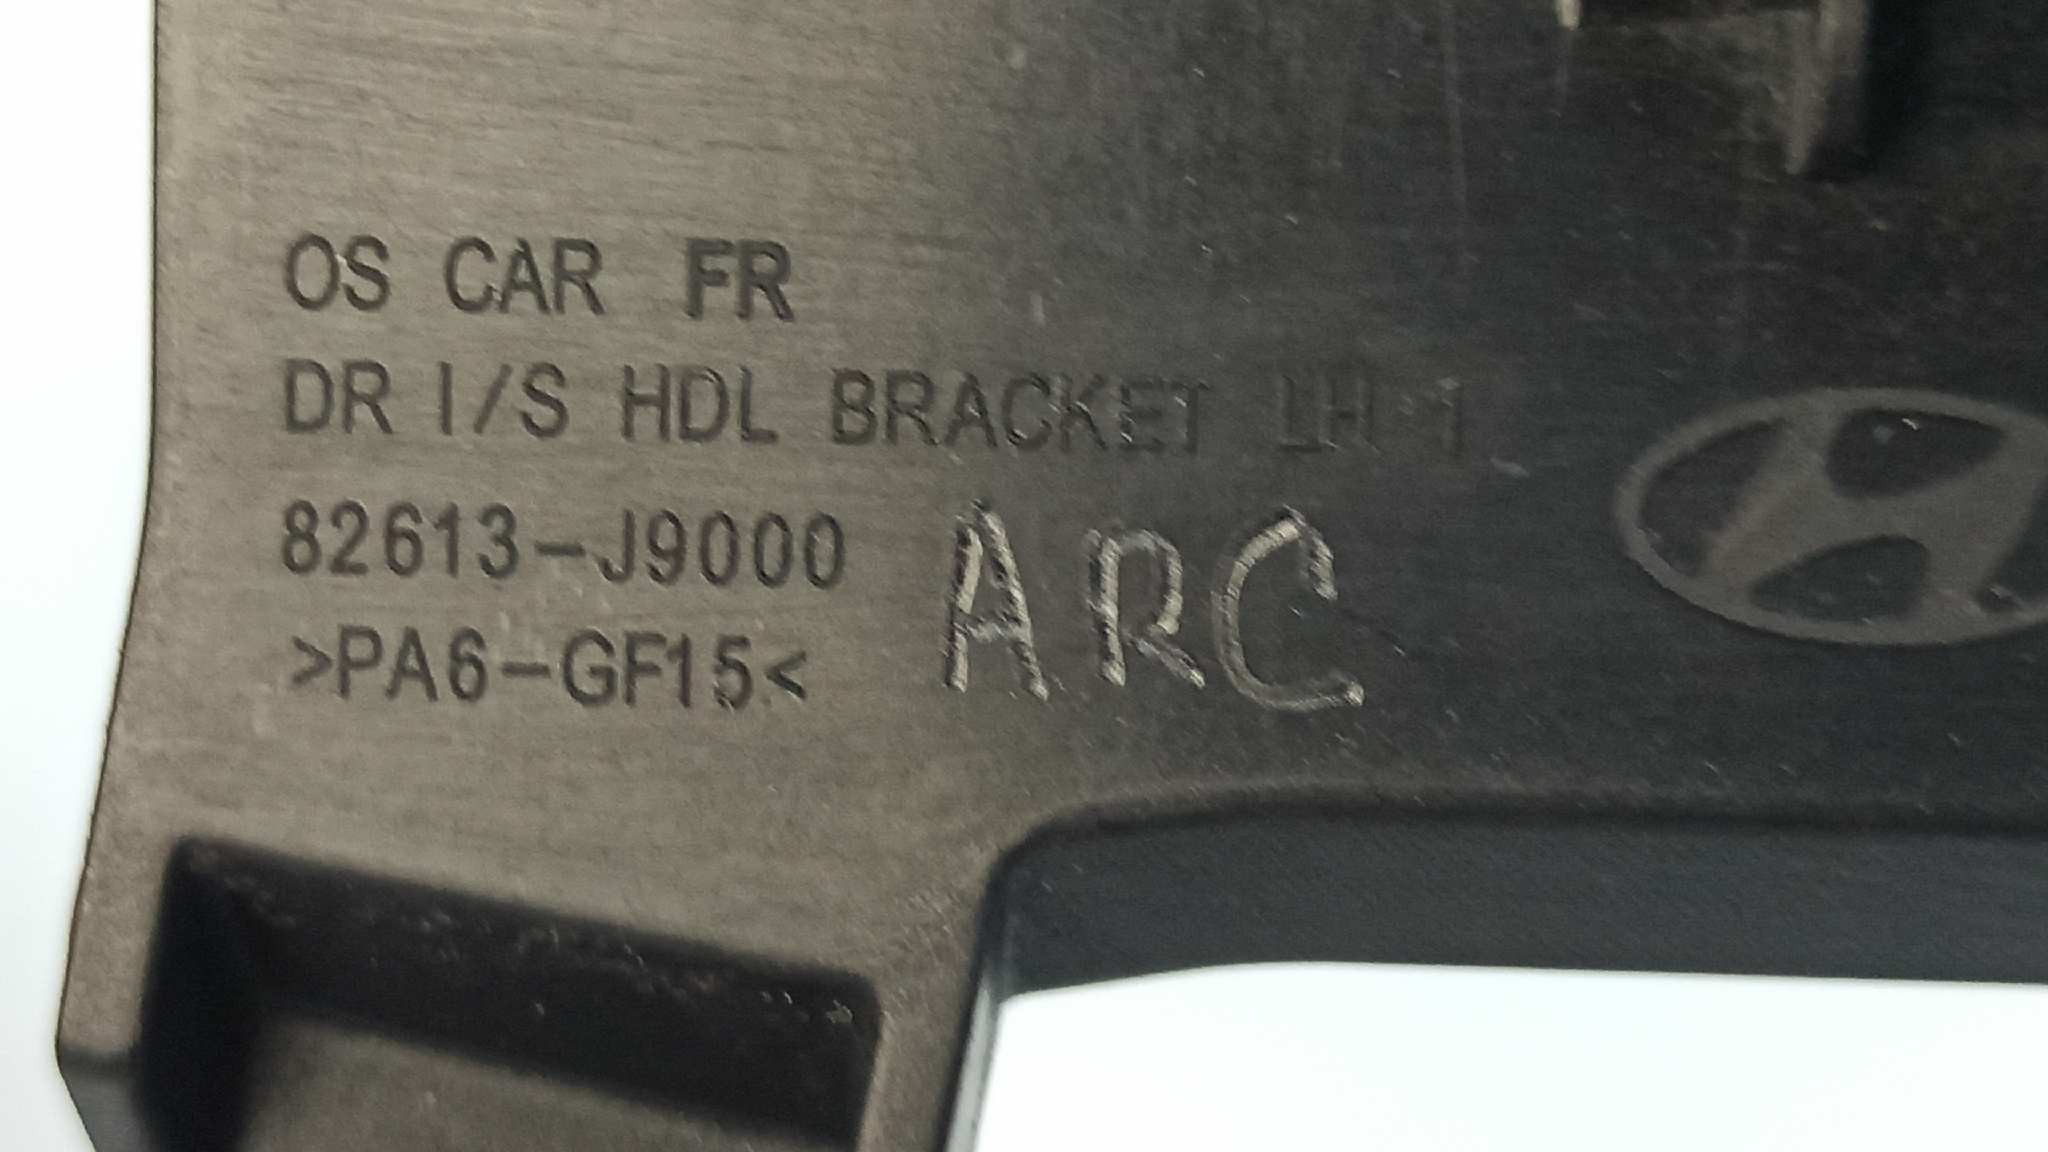 OS CAR FR
DR I/S HDL BRACKET LH 1
82613-J9000
>PA6-GF15<
ARC